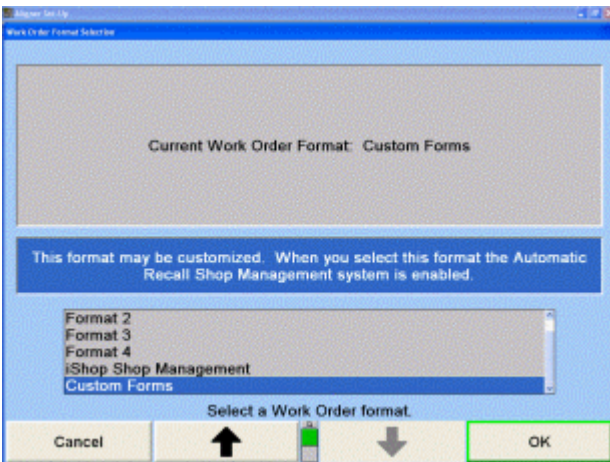 Aligner Set-Up
Work Order Format Selection
Current Work Order Format:  Custom Forms
This format may be customized.  When you select this format the Automatic
Recall Shop Management system is enabled.
Format 2
Format 3
Format 4
iShop Shop Management
Custom Forms
Select a Work Order format.
Cancel
OK